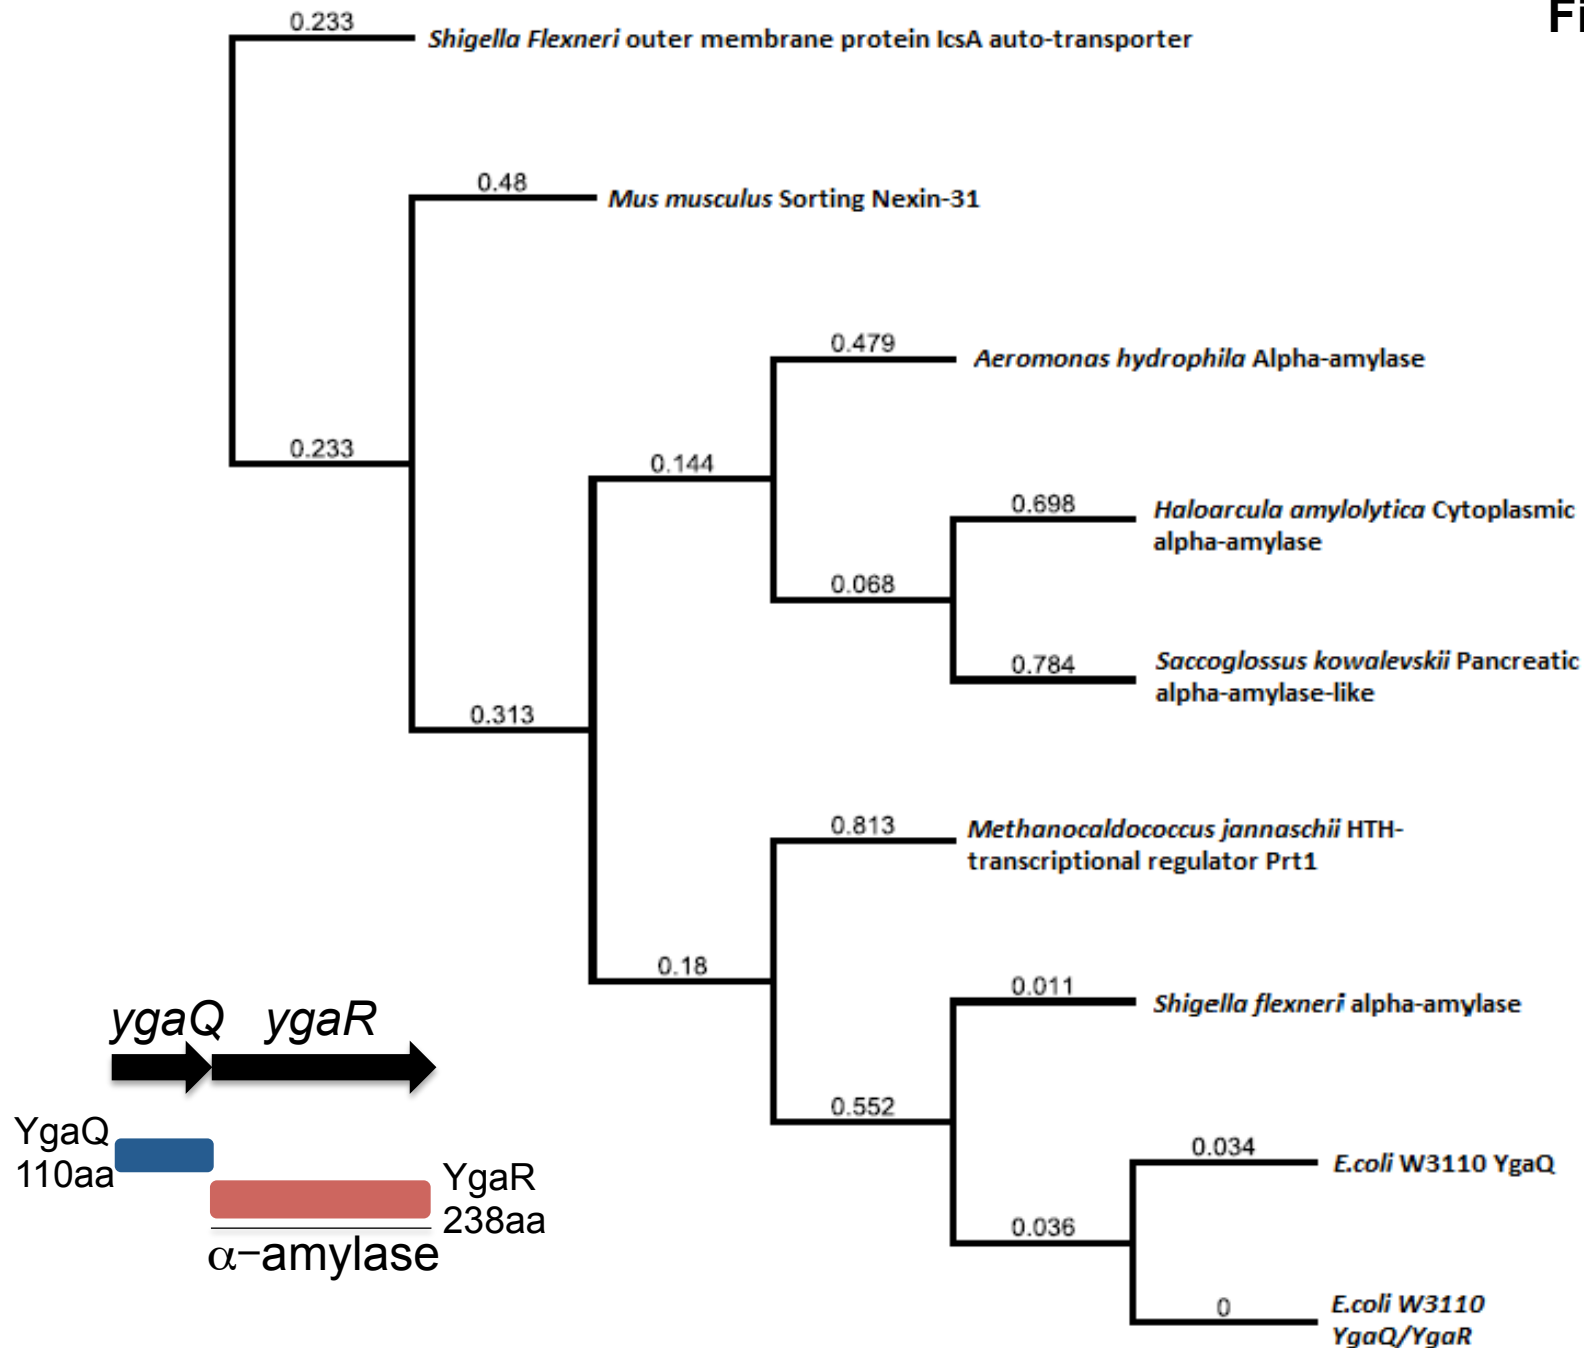 Fi
0.233
Shigella Flexneri outer membrane protein IcsA auto-transporter
0.48
Mus musculus Sorting Nexin-31
0.479
Aeromonas hydrophila Alpha-amylase
0.233
0.144
0.698
Haloarcula amylolytica Cytoplasmic
alpha-amylase
0.068
0.784
Saccoglossus kowalevskii Pancreatic
alpha-amylase-like
0.313
0.813
Methanocaldococcus jannaschii HTH-
transcriptional regulator Prt1
0.18
0.011
Shigella flexneri alpha-amylase
0.552
0.034
E.coli W3110 YgaQ
0.036
0
E.coli W3110
YgaQ/YgaR
ygaQ ygaR
YgaQ
110aa
YgaR
238aa
α-amylase